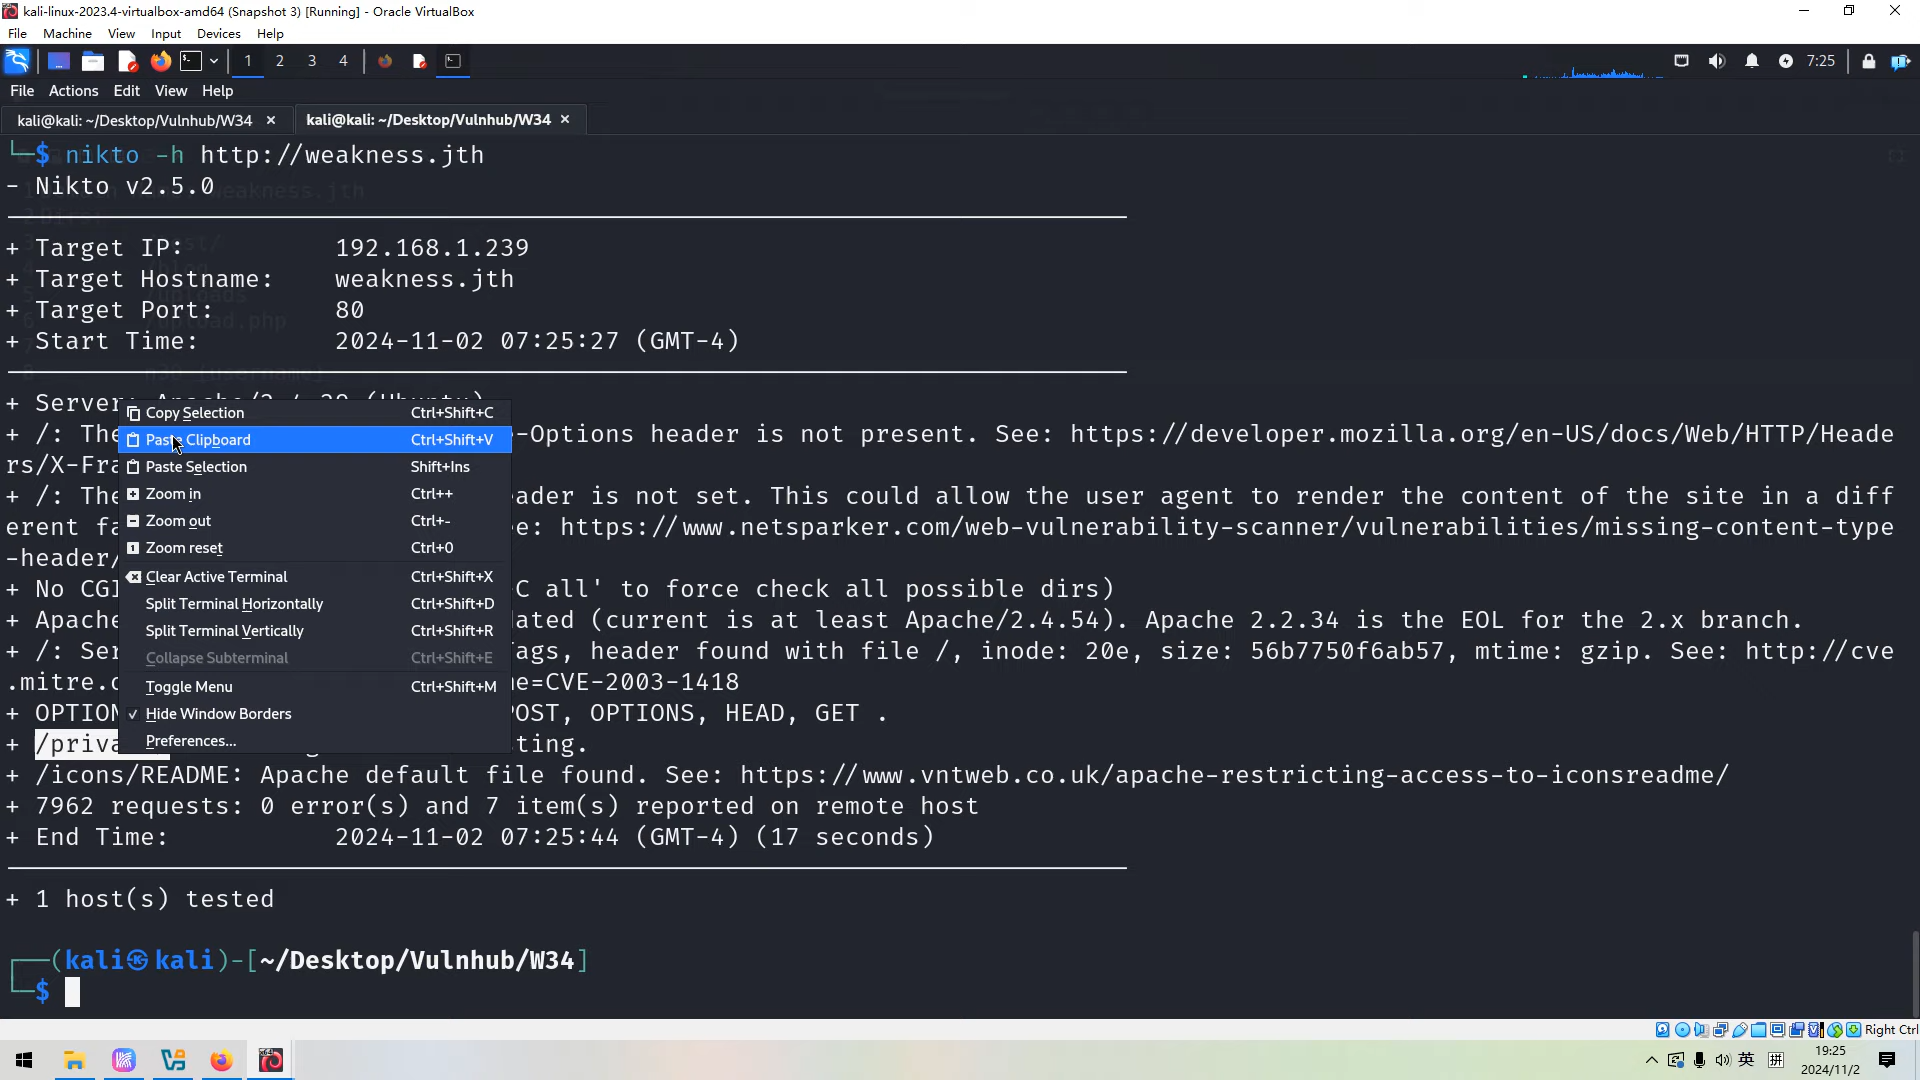 kali-linux-2023.4-virtualbox-amd64 (Snapshot 3) [Running] - Oracle VirtualBox
File Machine View Input Devices Help
1 2 3 4 7:25
File Actions Edit View Help
kali@kali: ~/Desktop/Vulnhub/W34 × kali@kali: ~/Desktop/Vulnhub/W34 ×
└─$ nikto -h http://weakness.jth
- Nikto v2.5.0
+ Target IP: 192.168.1.239
+ Target Hostname: weakness.jth
+ Target Port: 80
+ Start Time: 2024-11-02 07:25:27 (GMT-4)
+ Server:
+ /: The -Options header is not present. See: https://developer.mozilla.org/en-US/docs/Web/HTTP/Heade
rs/X-Fra
+ /: The ader is not set. This could allow the user agent to render the content of the site in a diff
erent fa e: https://www.netsparker.com/web-vulnerability-scanner/vulnerabilities/missing-content-type
-header/
+ No CGI C all' to force check all possible dirs)
+ Apache ated (current is at least Apache/2.4.54). Apache 2.2.34 is the EOL for the 2.x branch.
+ /: Ser Tags, header found with file /, inode: 20e, size: 56b7750f6ab57, mtime: gzip. See: http://cve
.mitre.o e=CVE-2003-1418
+ OPTION POST, OPTIONS, HEAD, GET .
+ /priva ting.
+ /icons/README: Apache default file found. See: https://www.vntweb.co.uk/apache-restricting-access-to-iconsreadme/
+ 7962 requests: 0 error(s) and 7 item(s) reported on remote host
+ End Time: 2024-11-02 07:25:44 (GMT-4) (17 seconds)
+ 1 host(s) tested
┌──(kali㉿kali)-[~/Desktop/Vulnhub/W34]
└─$
Copy Selection Ctrl+Shift+C
Paste Clipboard Ctrl+Shift+V
Paste Selection Shift+Ins
Zoom in Ctrl++
Zoom out Ctrl+-
Zoom reset Ctrl+0
Clear Active Terminal Ctrl+Shift+X
Split Terminal Horizontally Ctrl+Shift+D
Split Terminal Vertically Ctrl+Shift+R
Collapse Subterminal Ctrl+Shift+E
Toggle Menu Ctrl+Shift+M
✓ Hide Window Borders
Preferences...
Right Ctrl
英 拼
19:25
2024/11/2